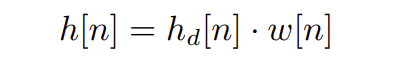 h[n] = h_d[n] · w[n]